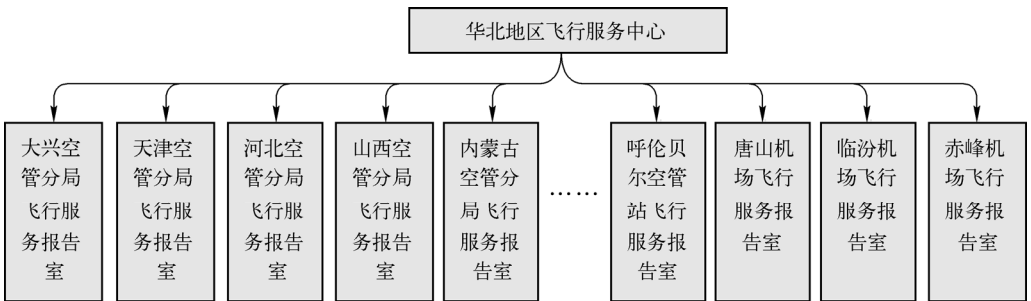 华北地区飞行服务中心
大兴空
管分局
飞行服
务报告
室
天津空
管分局
飞行服
务报告
室
河北空
管分局
飞行服
务报告
室
山西空
管分局
飞行服
务报告
室
内蒙古
空管分
局飞行
服务报
告室
……
呼伦贝
尔空管
站飞行
服务报
告室
唐山机
场飞行
服务报
告室
临汾机
场飞行
服务报
告室
赤峰机
场飞行
服务报
告室